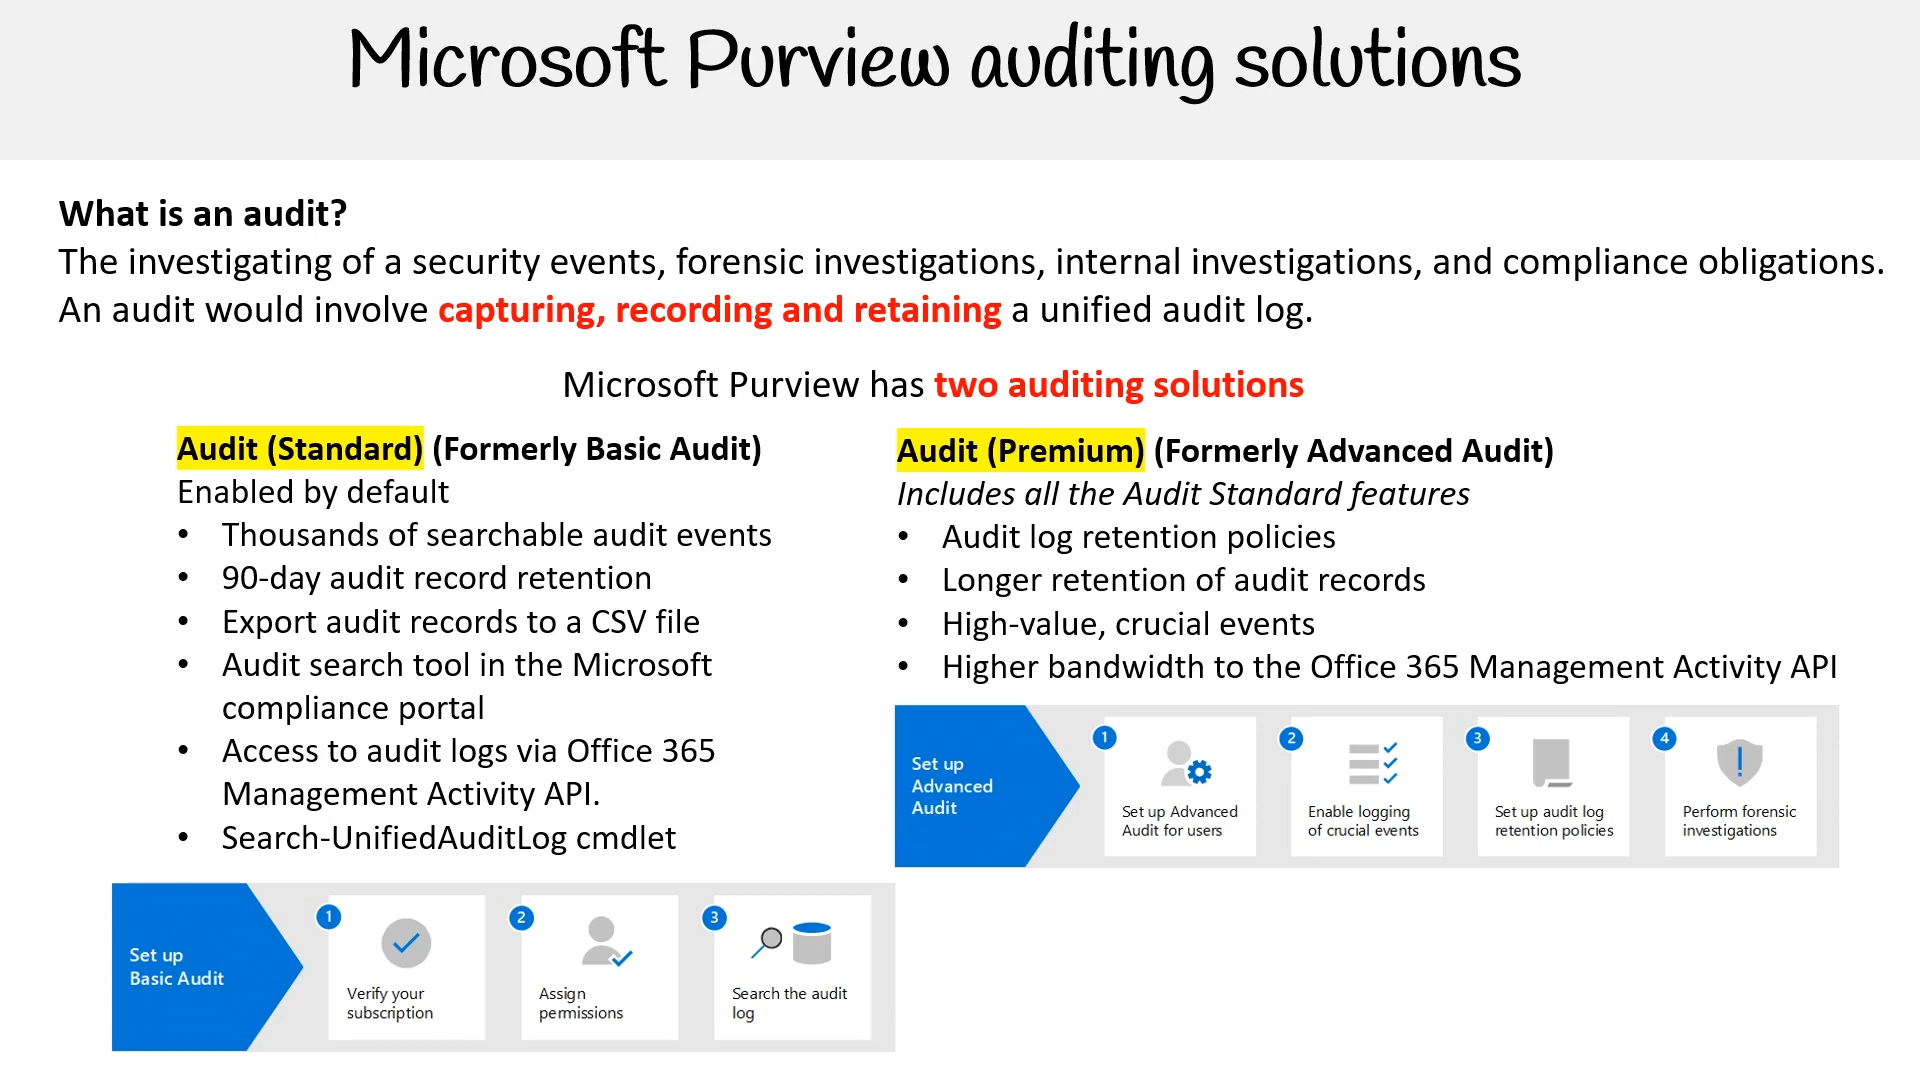 Microsoft Purview auditing solutions
What is an audit?
The investigating of a security events, forensic investigations, internal investigations, and compliance obligations.
An audit would involve capturing, recording and retaining a unified audit log.
Microsoft Purview has two auditing solutions
Audit (Standard) (Formerly Basic Audit)
Enabled by default
• Thousands of searchable audit events
• 90-day audit record retention
• Export audit records to a CSV file
• Audit search tool in the Microsoft
compliance portal
• Access to audit logs via Office 365
Management Activity API.
• Search-UnifiedAuditLog cmdlet
Set up
Basic Audit
1
Verify your
subscription
2
Assign
permissions
3
Search the audit
log
Audit (Premium) (Formerly Advanced Audit)
Includes all the Audit Standard features
• Audit log retention policies
• Longer retention of audit records
• High-value, crucial events
• Higher bandwidth to the Office 365 Management Activity API
Set up
Advanced
Audit
1
Set up Advanced
Audit for users
2
Enable logging
of crucial events
3
Set up audit log
retention policies
4
Perform forensic
investigations